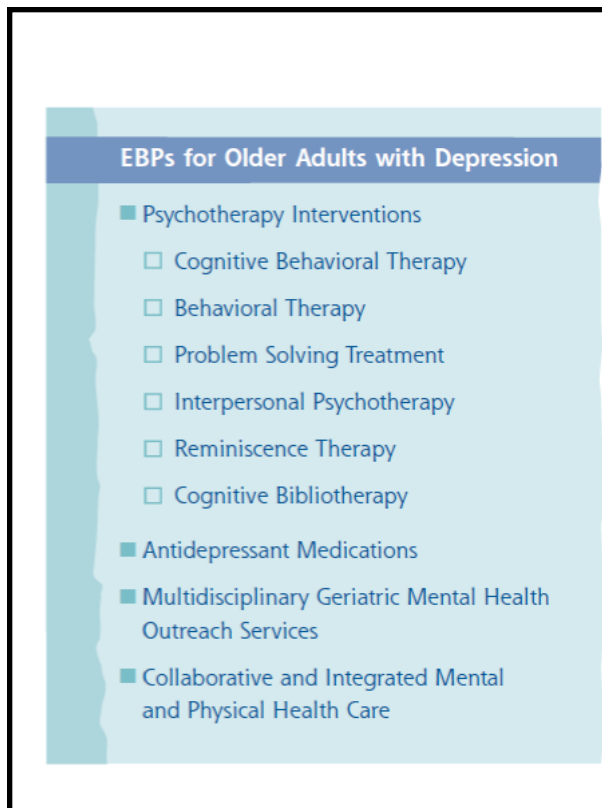 EBPs for Older Adults with Depression
Psychotherapy Interventions
Cognitive Behavioral Therapy
Behavioral Therapy
Problem Solving Treatment
Interpersonal Psychotherapy
Reminiscence Therapy
Cognitive Bibliotherapy
Antidepressant Medications
Multidisciplinary Geriatric Mental Health
Outreach Services
Collaborative and Integrated Mental
and Physical Health Care